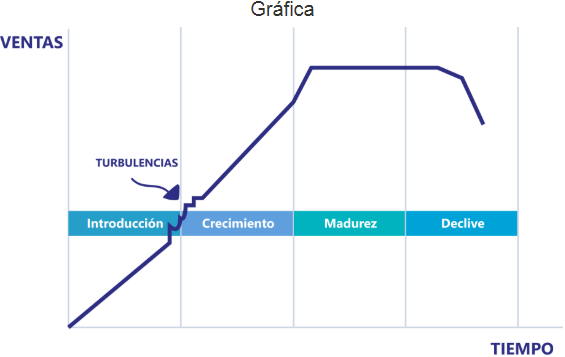 Gráfica
VENTAS
TURBULENCIAS
Introducción Crecimiento Madurez Declive
TIEMPO